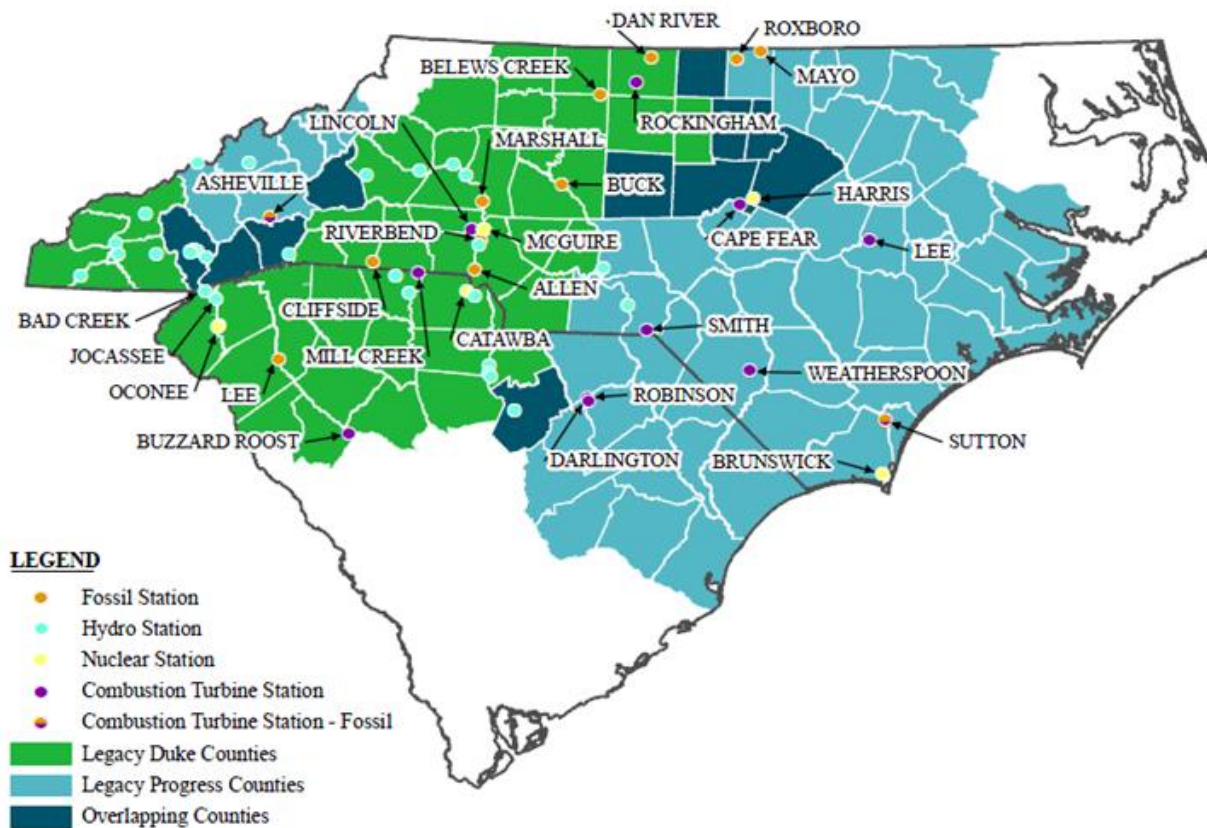 DAN RIVER
ROXBORO
BELEWS CREEK
MAYO
LINCOLN
ROCKINGHAM
MARSHALL
ASHEVILLE
BUCK
HARRIS
RIVERBEND
MCGUIRE
CAPE FEAR
LEE
ALLEN
BAD CREEK
CLIFFSIDE
CATAWBA
SMITH
JOCASSEE
MILL CREEK
OCONEE
LEE
WEATHERSPOON
ROBINSON
BUZZARD ROOST
SUTTON
DARLINGTON
BRUNSWICK
LEGEND
Fossil Station
Hydro Station
Nuclear Station
Combustion Turbine Station
Combustion Turbine Station - Fossil
Legacy Duke Counties
Legacy Progress Counties
Overlapping Counties